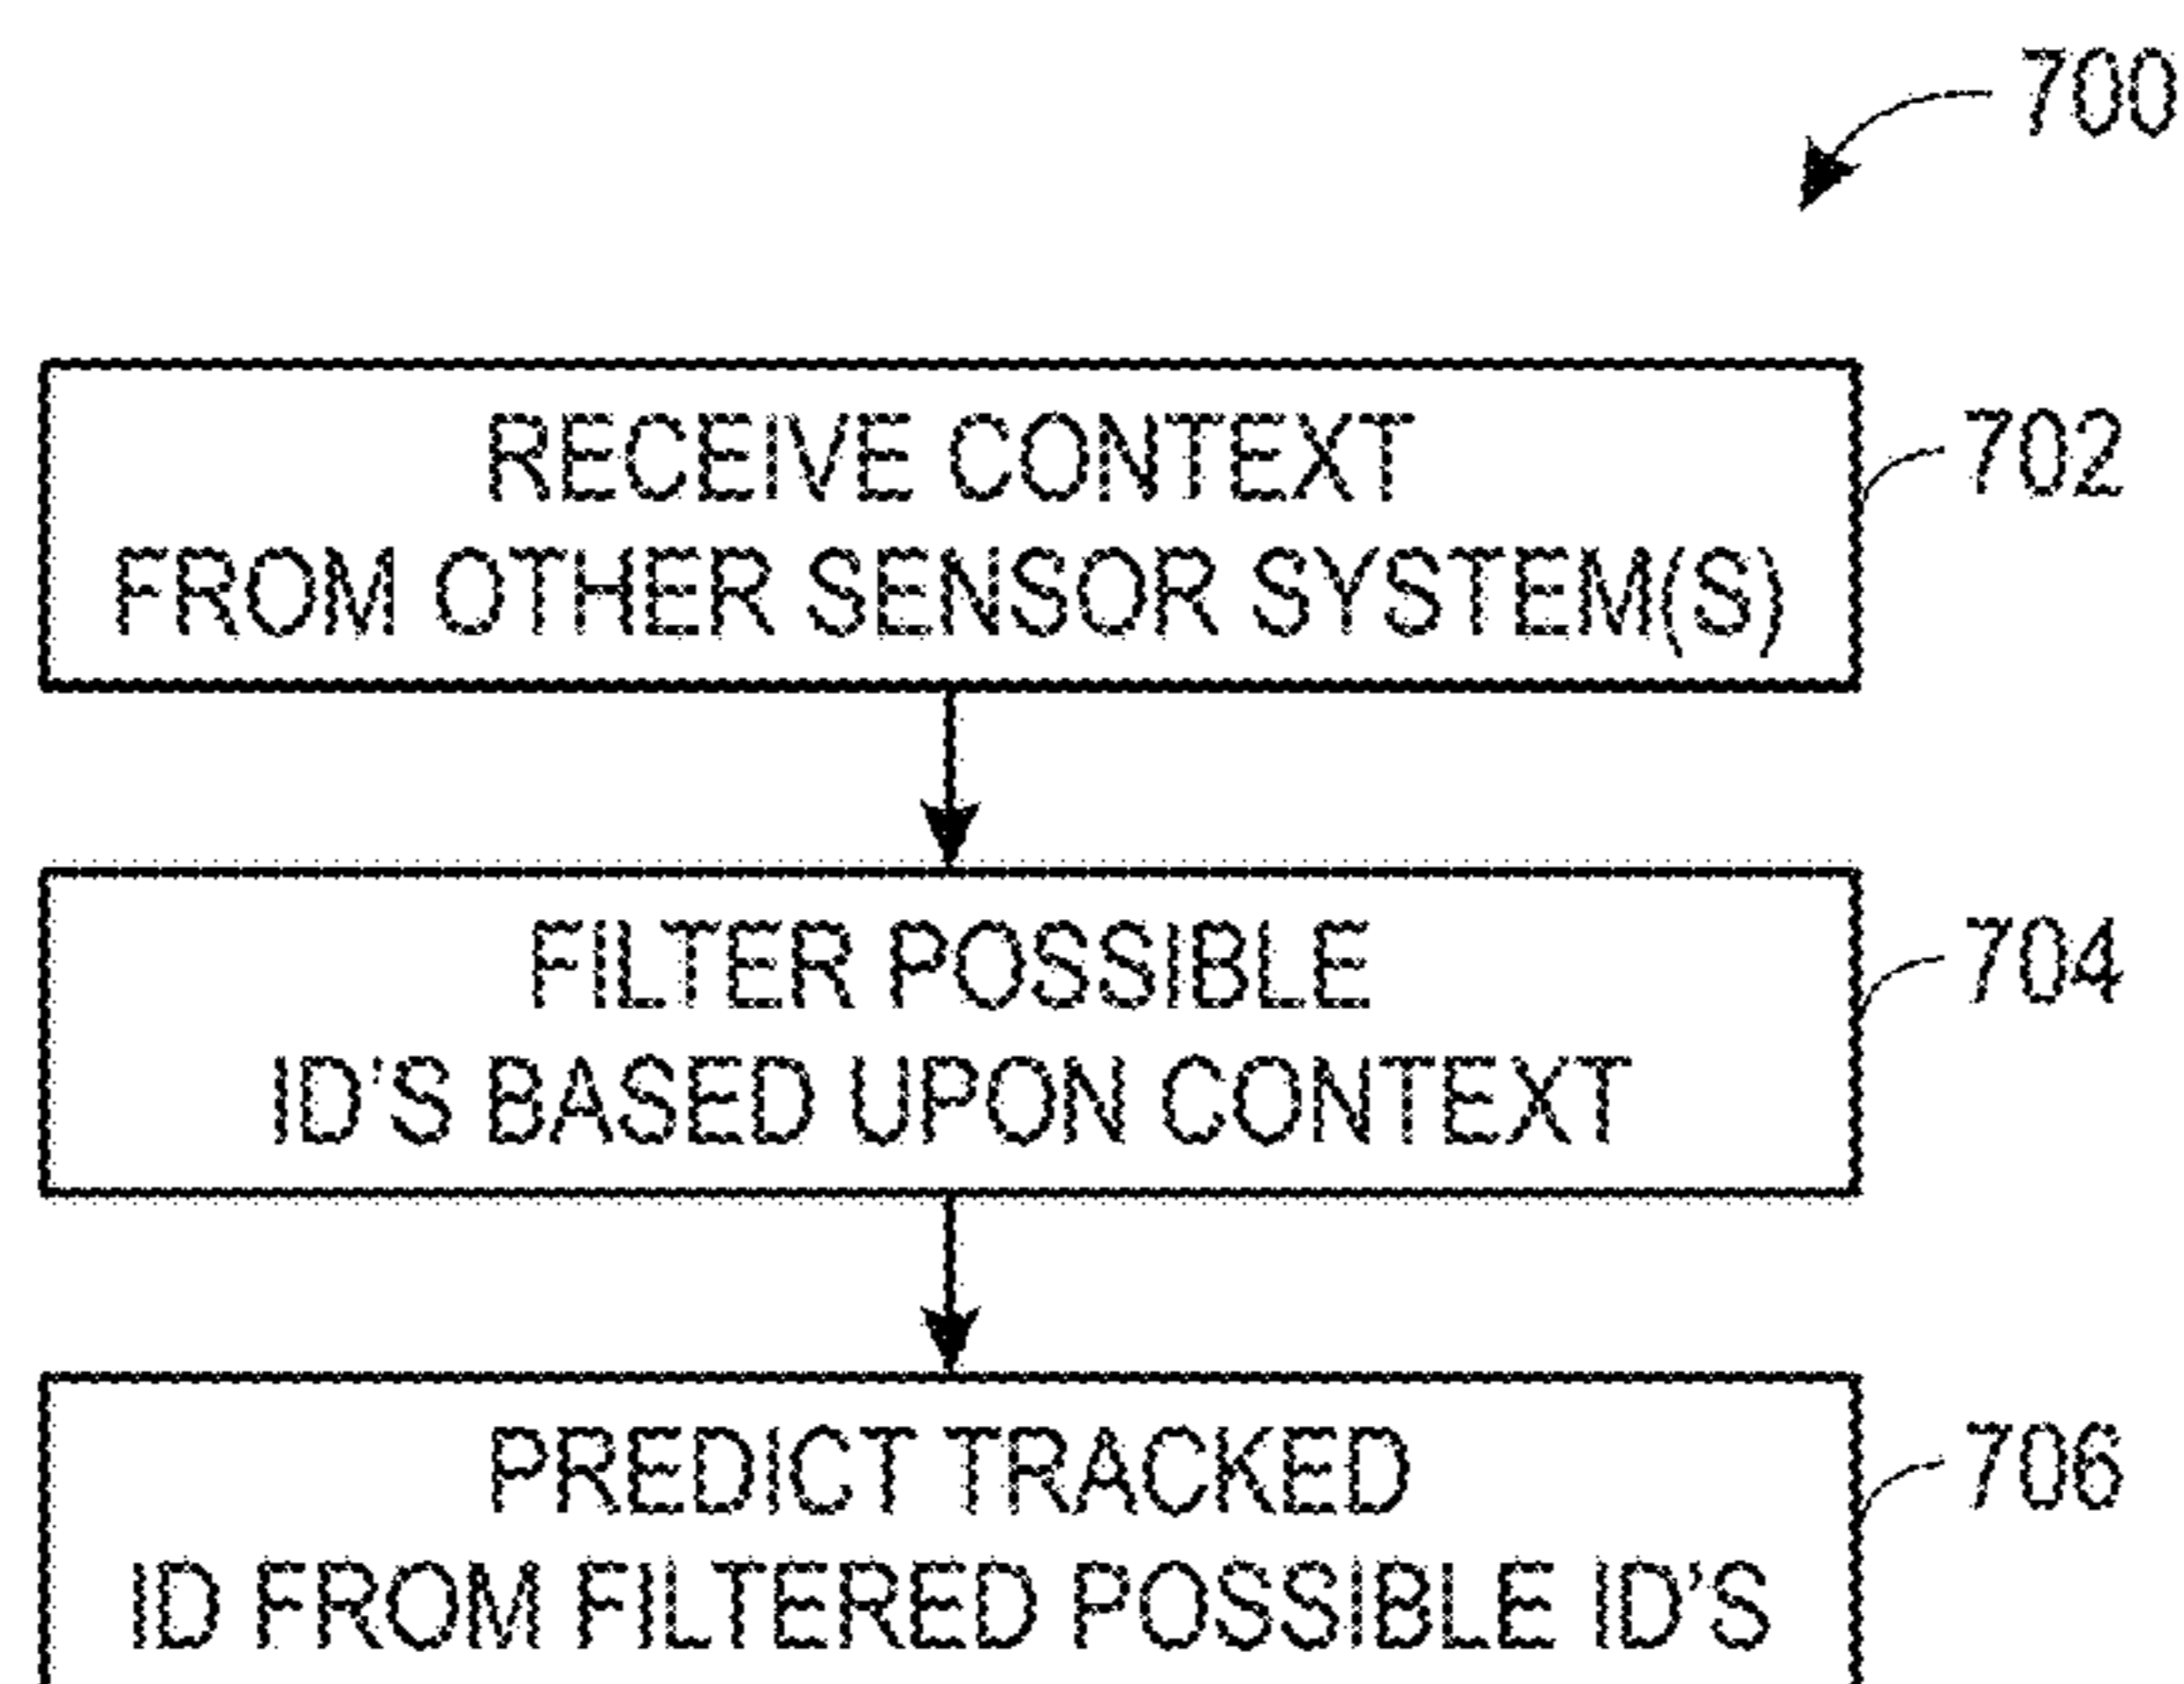 700
RECEIVE CONTEXT
FROM OTHER SENSOR SYSTEM(S)
702
FILTER POSSIBLE
ID'S BASED UPON CONTEXT
704
PREDICT TRACKED
ID FROM FILTERED POSSIBLE ID'S
706